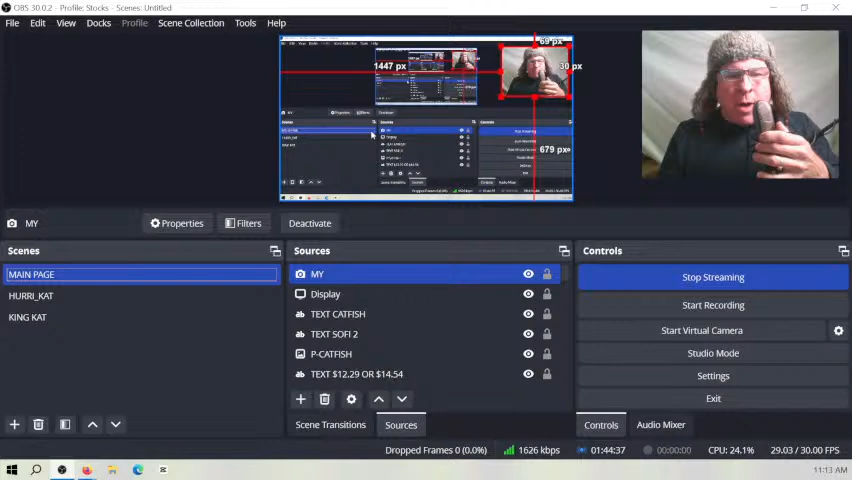 OBS 30.0.2 - Profile: Stocks - Scenes: Untitled
File Edit View Docks Profile Scene Collection Tools Help
69 px
1447 px
30 px
679 px
MY Properties Filters Deactivate
Scenes
MAIN PAGE
HURRI_KAT
KING KAT
Sources
MY
Display
TEXT CATFISH
TEXT SOFI 2
P-CATFISH
TEXT $12.29 OR $14.54
Scene Transitions Sources
Controls
Stop Streaming
Start Recording
Start Virtual Camera
Studio Mode
Settings
Exit
Controls Audio Mixer
Dropped Frames 0 (0.0%) 1626 kbps 01:44:37 00:00:00 CPU: 24.1% 29.03 / 30.00 FPS
11:13 AM